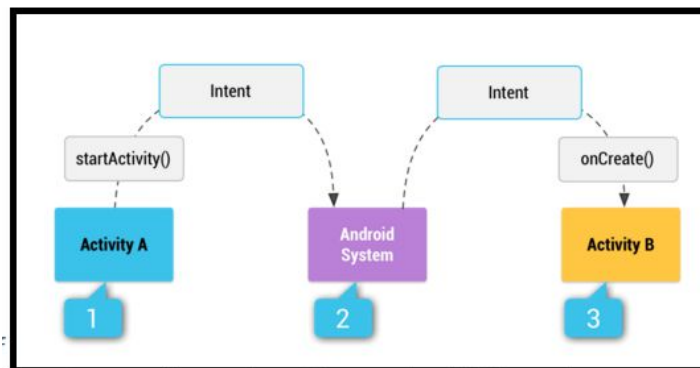 Intent
Intent
startActivity()
onCreate()
Activity A
Android
System
Activity B
1
2
3